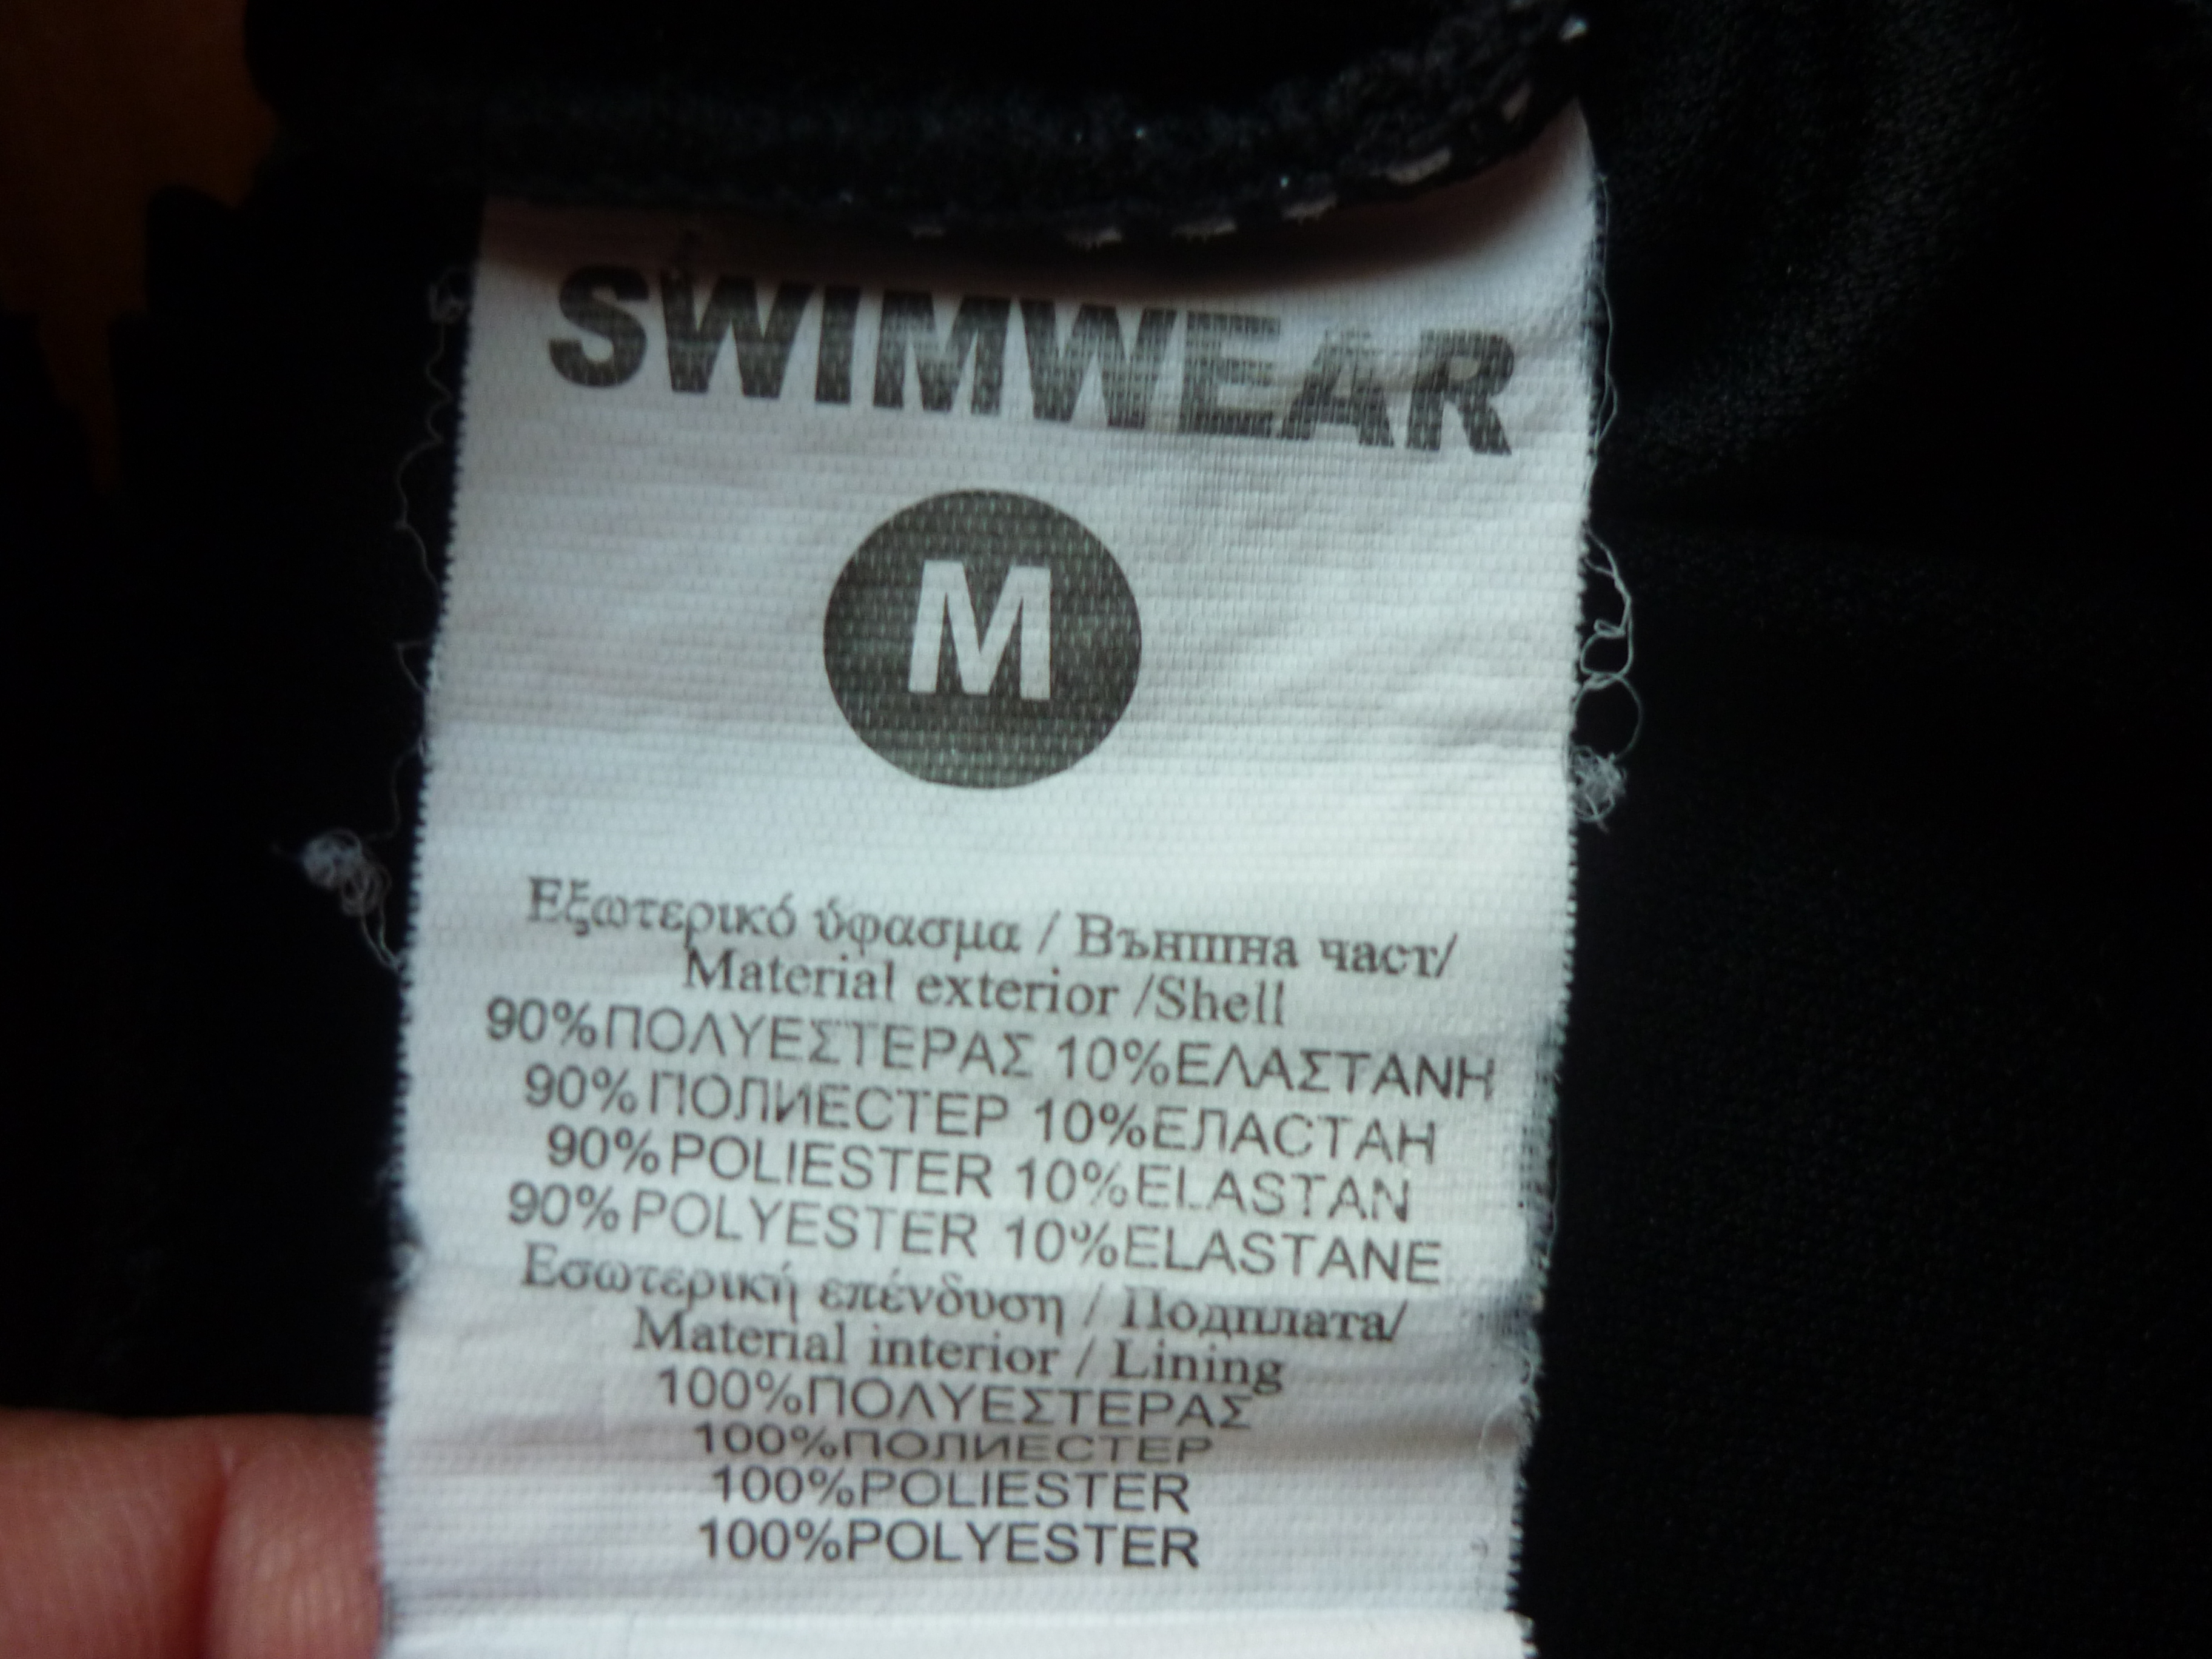 SWIMWEAR
M
Εξωτερικό ύφασμα / Външна част/
Material exterior /Shell
90%ΠΟΛΥΕΣΤΕΡΑΣ 10%ΕΛΑΣΤΑΝΗ
90%ПОЛИЕСТЕР 10%ЕЛАСТАН
90%POLIESTER 10%ELASTAN
90%POLYESTER 10%ELASTANE
Εσωτερική επένδυση / Подплата/
Material interior / Lining
100%ΠΟΛΥΕΣΤΕΡΑΣ
100%ПОЛИЕСТЕР
100%POLIESTER
100%POLYESTER